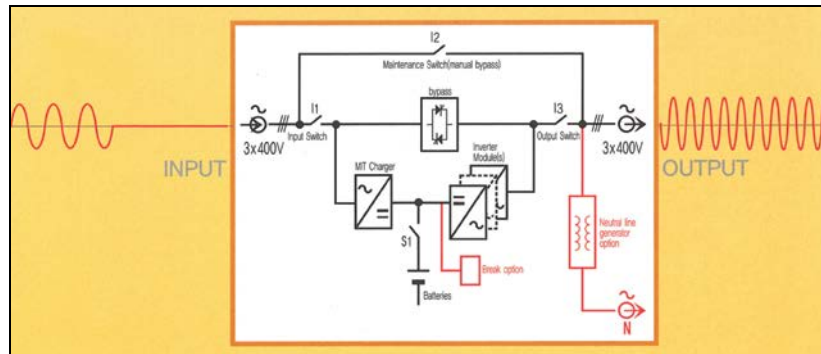 I2
Maintenance Switch(manual bypass)
bypass
I1
I3
Input Switch
Output Switch
3x400V
3x400V
INPUT
OUTPUT
MIT Charger
Inverter
Module(s)
S1
Neutral line
generator
option
Break option
Batteries
N